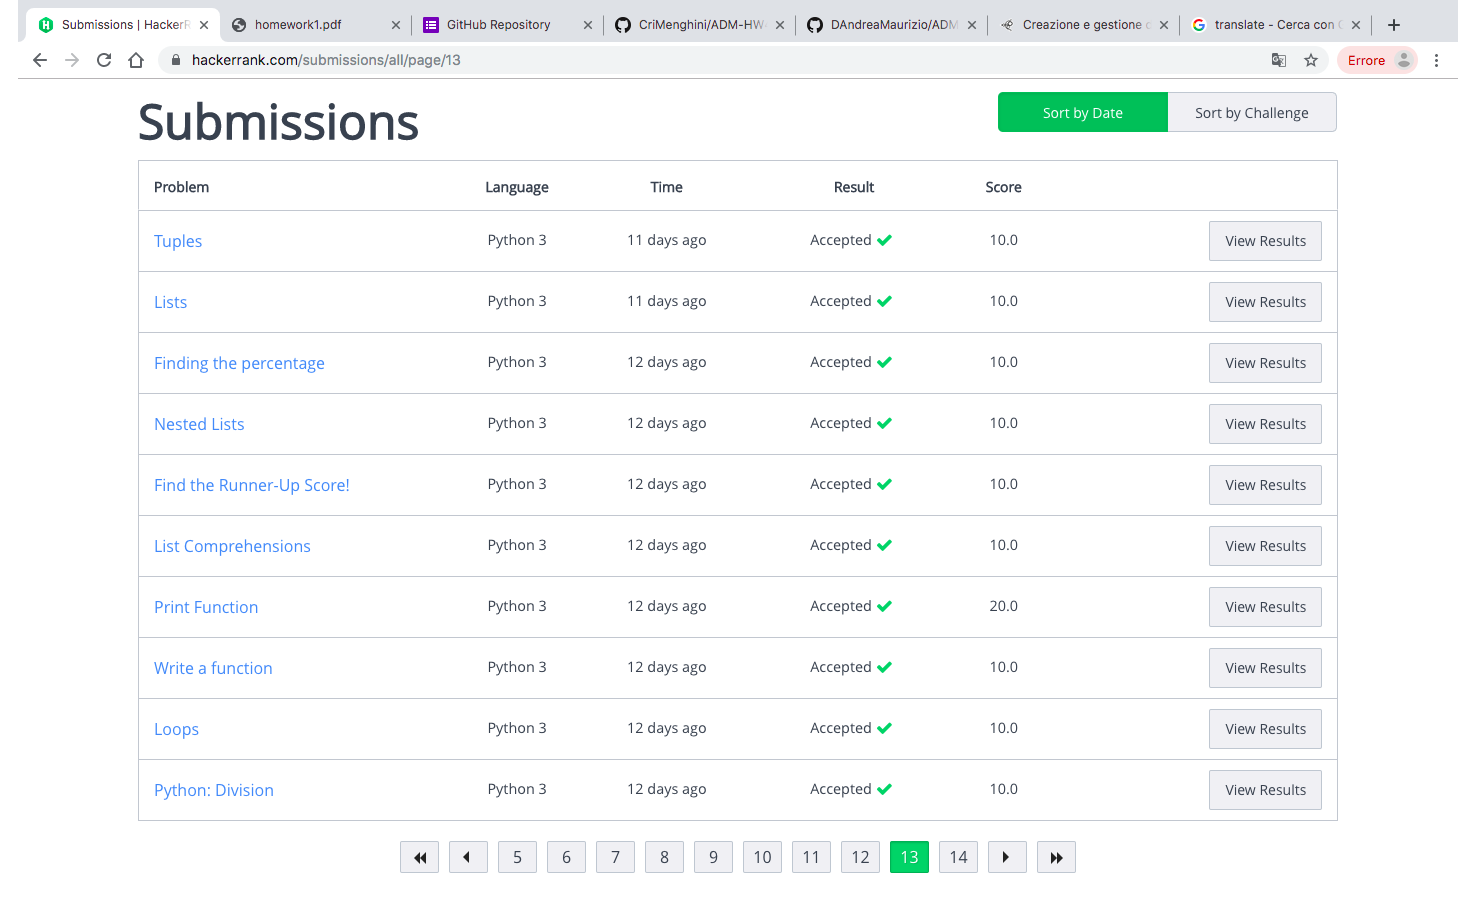 Submissions | HackerR
homework1.pdf
GitHub Repository
CriMenghini/ADM-HW
DAndreaMaurizio/ADM
Creazione e gestione
translate - Cerca con
hackerrank.com/submissions/all/page/13
Errore
Submissions
Sort by Date
Sort by Challenge
Problem Language Time Result Score
Tuples Python 3 11 days ago Accepted 10.0 View Results
Lists Python 3 11 days ago Accepted 10.0 View Results
Finding the percentage Python 3 12 days ago Accepted 10.0 View Results
Nested Lists Python 3 12 days ago Accepted 10.0 View Results
Find the Runner-Up Score! Python 3 12 days ago Accepted 10.0 View Results
List Comprehensions Python 3 12 days ago Accepted 10.0 View Results
Print Function Python 3 12 days ago Accepted 20.0 View Results
Write a function Python 3 12 days ago Accepted 10.0 View Results
Loops Python 3 12 days ago Accepted 10.0 View Results
Python: Division Python 3 12 days ago Accepted 10.0 View Results
5 6 7 8 9 10 11 12 13 14